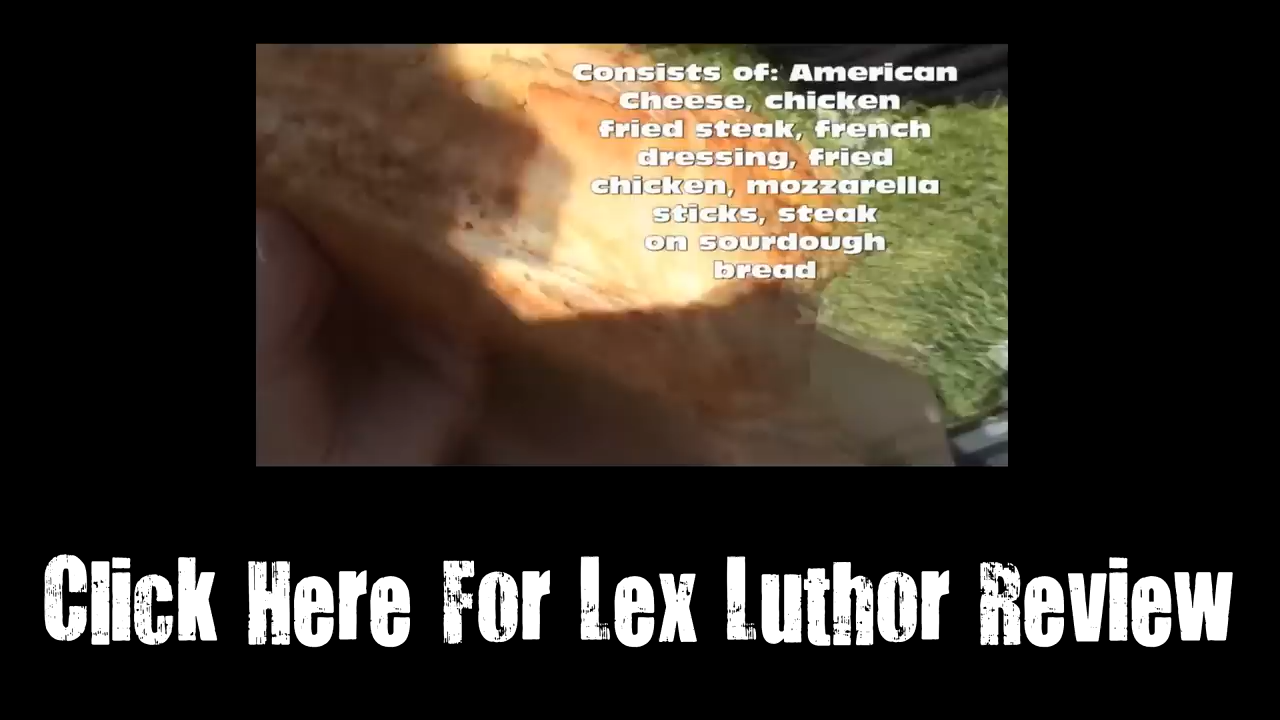 Consists of: American
Cheese, chicken
fried steak, french
dressing, fried
chicken, mozzarella
sticks, steak
on sourdough
bread
Click Here For Lex Luthor Review